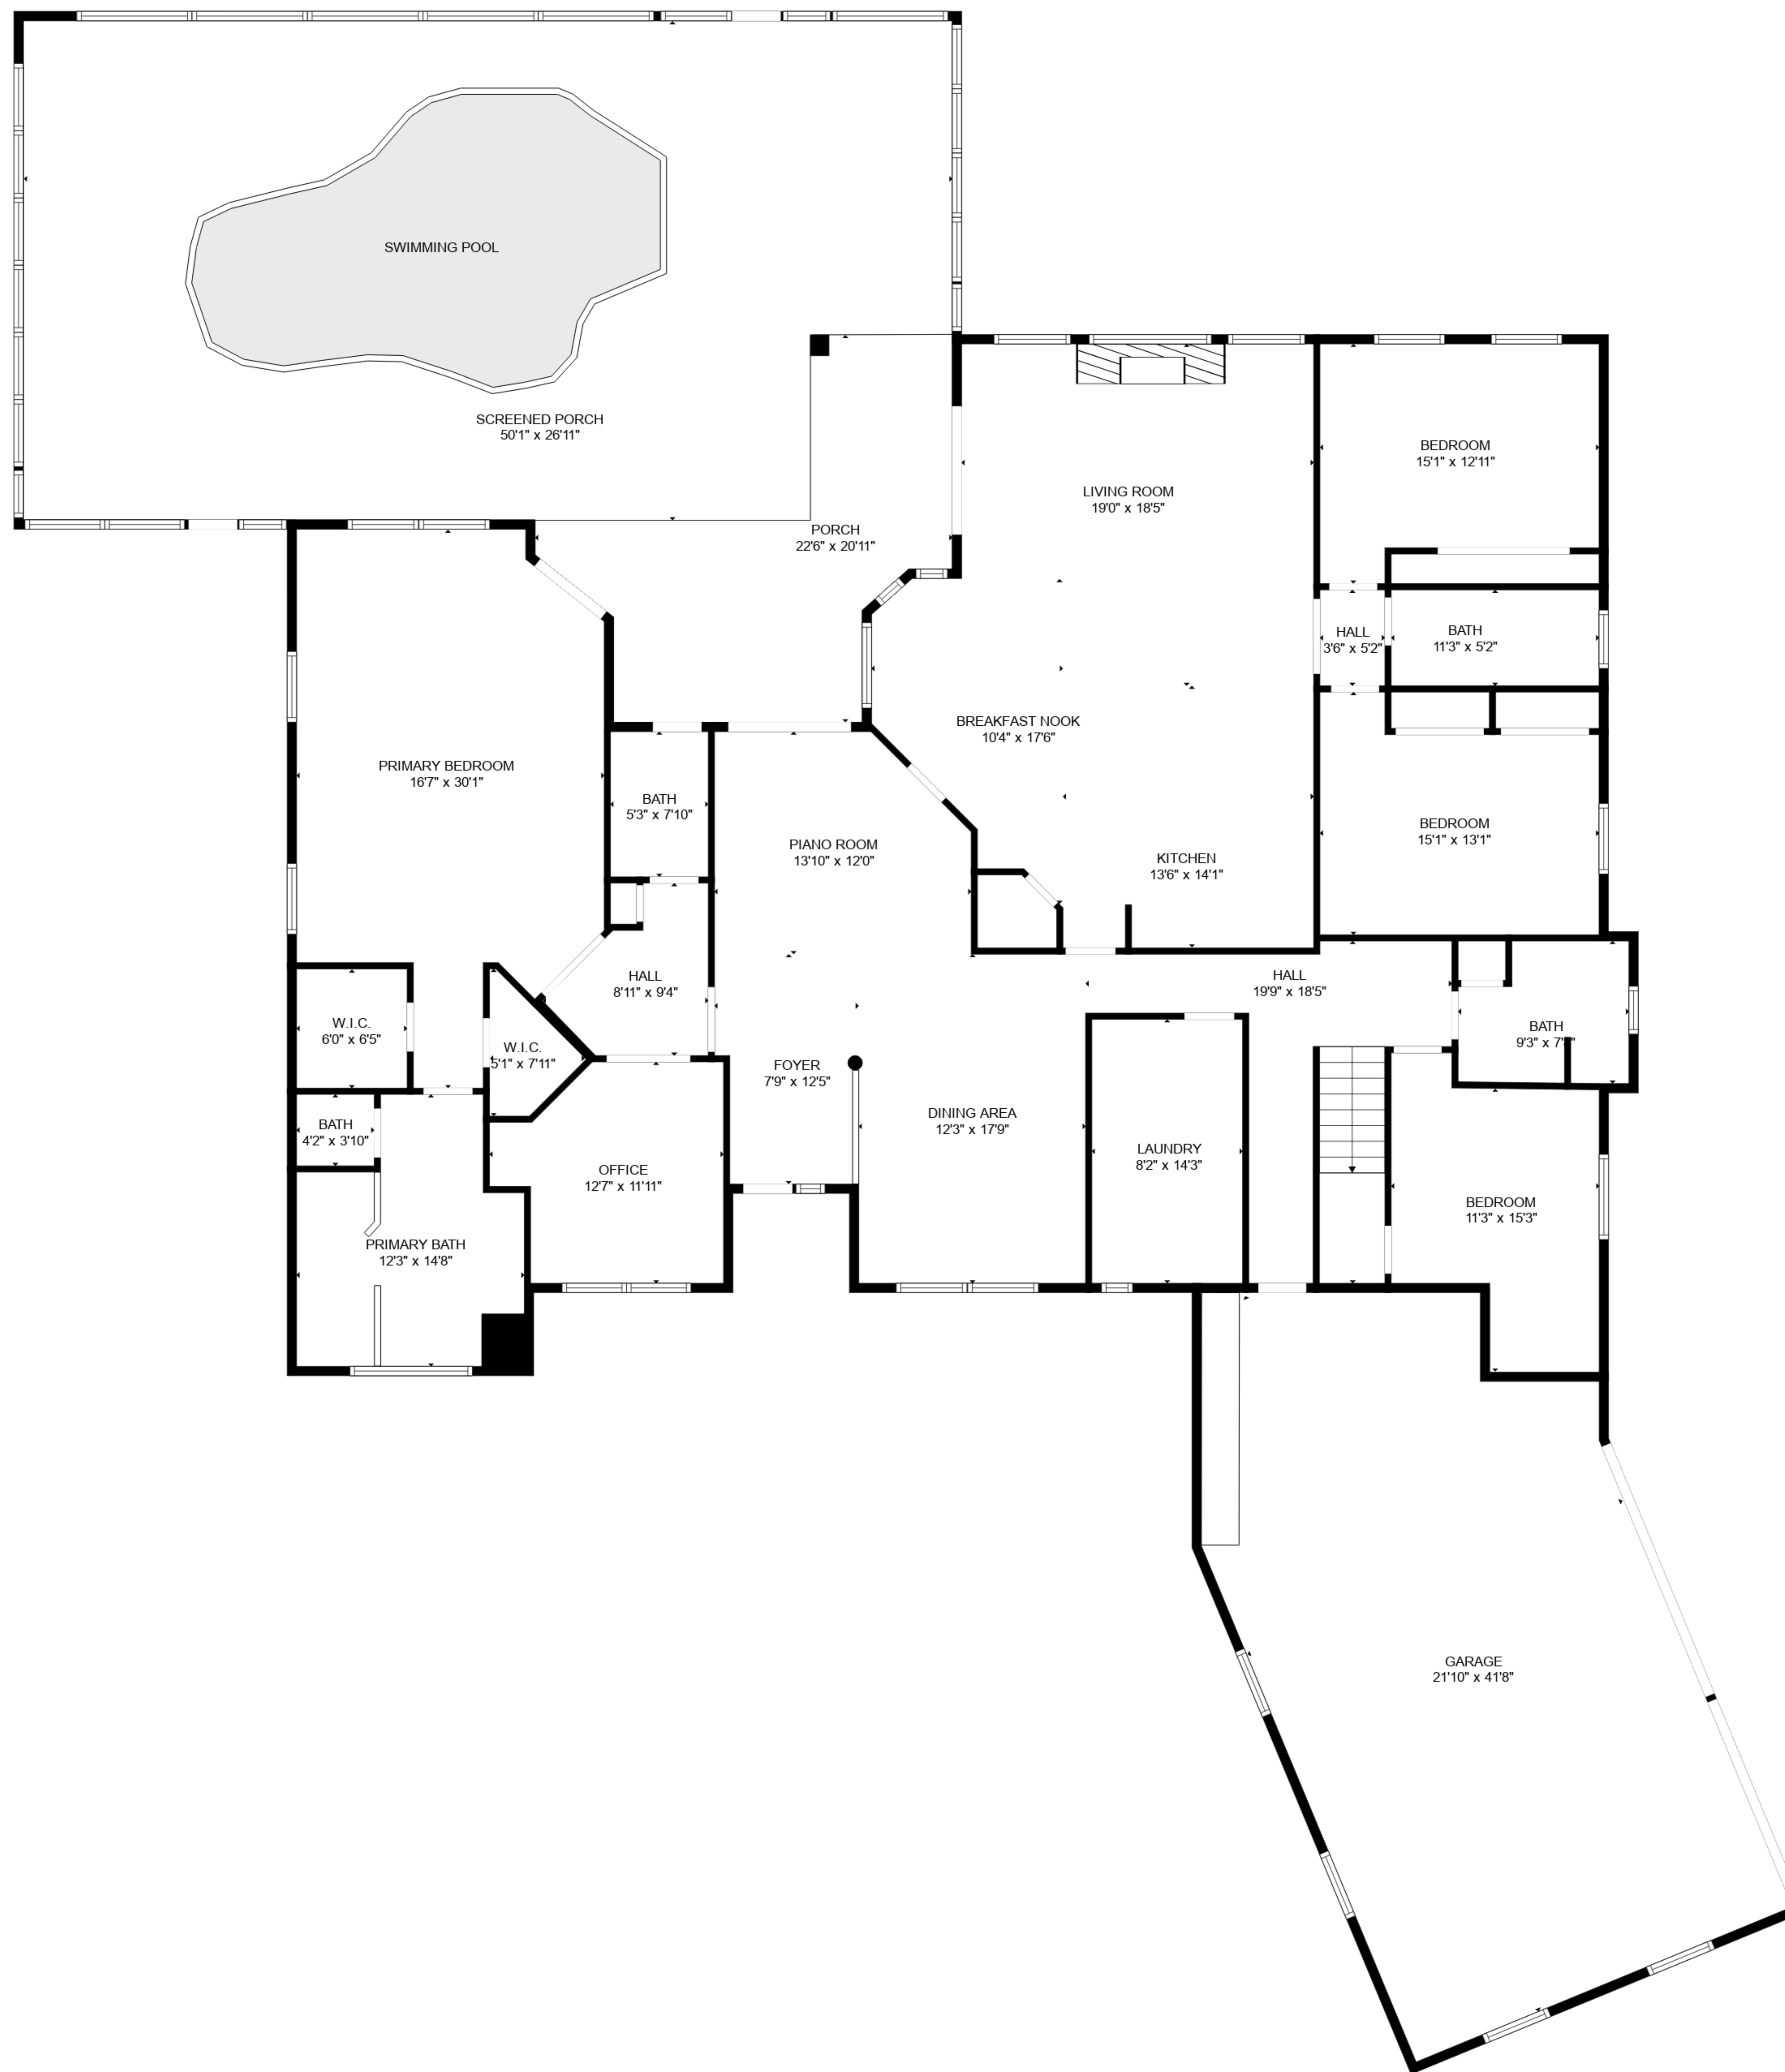 SWIMMING POOL
SCREENED PORCH
50'1" x 26'11"
BEDROOM
15'1" x 12'11"
LIVING ROOM
19'0" x 18'5"
PORCH
22'6" x 20'11"
HALL
3'6" x 5'2"
BATH
11'3" x 5'2"
BREAKFAST NOOK
10'4" x 17'6"
PRIMARY BEDROOM
16'7" x 30'1"
BATH
5'3" x 7'10"
PIANO ROOM
13'10" x 12'0"
KITCHEN
13'6" x 14'1"
BEDROOM
15'1" x 13'1"
HALL
8'11" x 9'4"
HALL
19'9" x 18'5"
W.I.C.
6'0" x 6'5"
W.I.C.
5'1" x 7'11"
BATH
9'3" x
FOYER
7'9" x 12'5"
BATH
4'2" x 3'10"
DINING AREA
12'3" x 17'9"
LAUNDRY
8'2" x 14'3"
OFFICE
12'7" x 11'11"
BEDROOM
11'3" x 15'3"
PRIMARY BATH
12'3" x 14'8"
GARAGE
21'10" x 41'8"